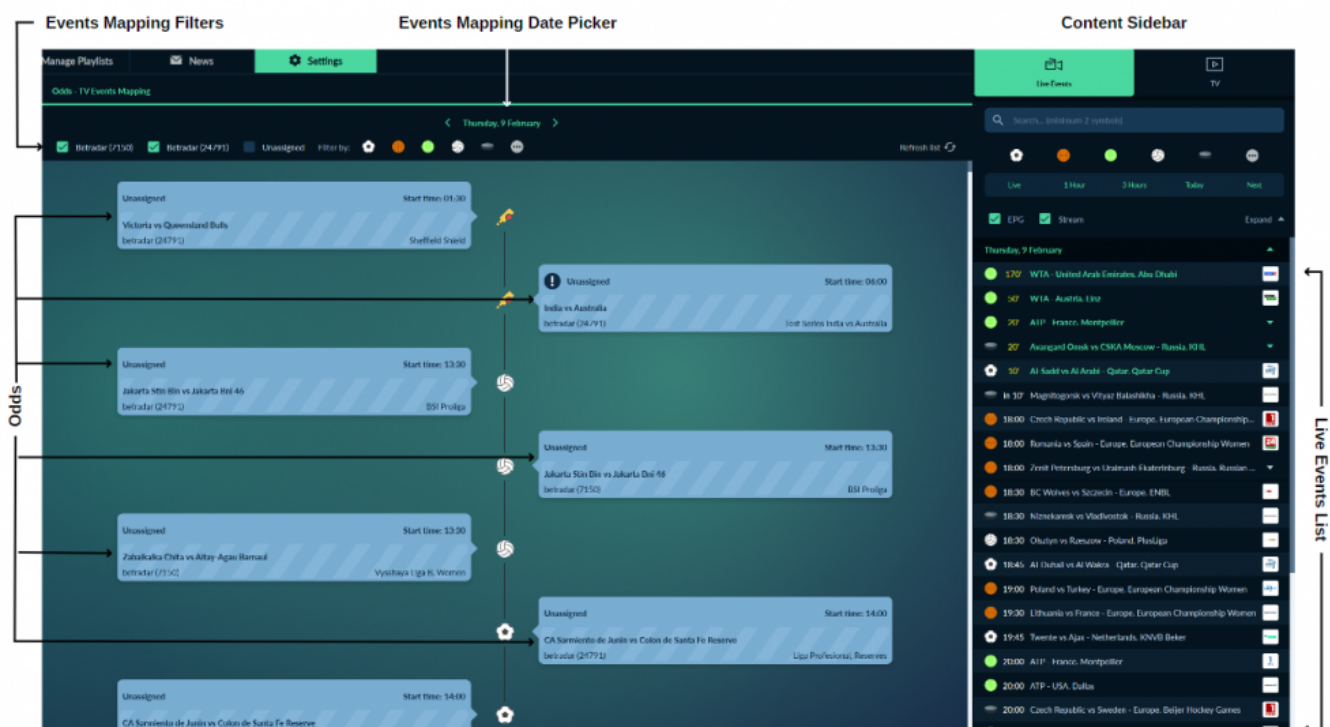 Events Mapping Filters
Events Mapping Date Picker
Content Sidebar
Manage Playlists
News
Settings
Live Events
TV
Odds - TV Events Mapping
Thursday, 9 February
Search... (minimum 2 symbols)
Betradar (7150)
Betradar (24791)
Unassigned
Filter by:
Refresh list
Live
1 Hour
3 Hours
Today
Next
EPG
Stream
Expand
Odds
Unassigned
Start time: 01:30
Victoria vs Queensland Bulls
betradar (24791)
Sheffield Shield
Unassigned
Start time: 06:00
India vs Australia
betradar (24791)
Test Series India vs Australia
Unassigned
Start time: 13:30
Jakarta Stin Bin vs Jakarta Bni 46
betradar (24791)
BSI Proliga
Unassigned
Start time: 13:30
Jakarta Stin Bin vs Jakarta Bni 46
betradar (7150)
BSI Proliga
Unassigned
Start time: 13:30
Zabaikalka Chita vs Altay-Agau Barnaul
betradar (7150)
Vysshaya Liga B, Women
Unassigned
Start time: 14:00
CA Sarmiento de Junin vs Colon de Santa Fe Reserve
betradar (24791)
Liga Profesional, Reserves
Unassigned
Start time: 14:00
CA Sarmiento de Junin vs Colon de Santa Fe Reserve
Thursday, 9 February
170' WTA - United Arab Emirates. Abu Dhabi
50' WTA - Austria. Linz
20' ATP - France. Montpellier
20' Avangard Omsk vs CSKA Moscow - Russia. KHL
10' Al-Sadd vs Al Arabi - Qatar. Qatar Cup
in 10' Magnitogorsk vs Vityaz Balashikha - Russia. KHL
18:00 Czech Republic vs Ireland - Europe. European Championship...
18:00 Romania vs Spain - Europe. European Championship Women
18:00 Zenit Petersburg vs Uralmash Ekaterinburg - Russia. Russian ...
18:30 BC Wolves vs Szczecin - Europe. ENBL
18:30 Niznekamsk vs Vladivostok - Russia. KHL
18:30 Olsztyn vs Rzeszow - Poland. PlusLiga
18:45 Al Duhail vs Al Wakra - Qatar. Qatar Cup
19:00 Poland vs Turkey - Europe. European Championship Women
19:30 Lithuania vs France - Europe. European Championship Women
19:45 Twente vs Ajax - Netherlands. KNVB Beker
20:00 ATP - France. Montpellier
20:00 ATP - USA. Dallas
20:00 Czech Republic vs Sweden - Europe. Beijer Hockey Games
Live Events List